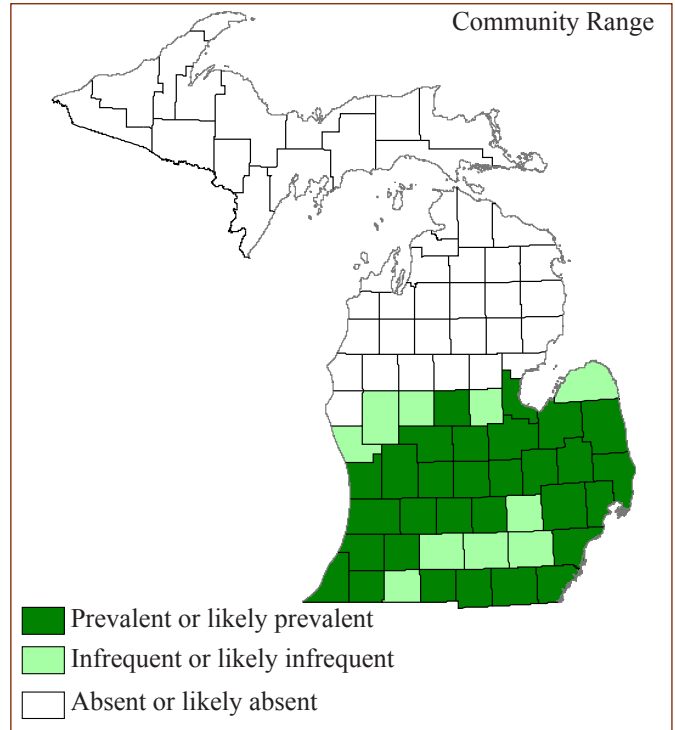 Community Range
Prevalent or likely prevalent
Infrequent or likely infrequent
Absent or likely absent